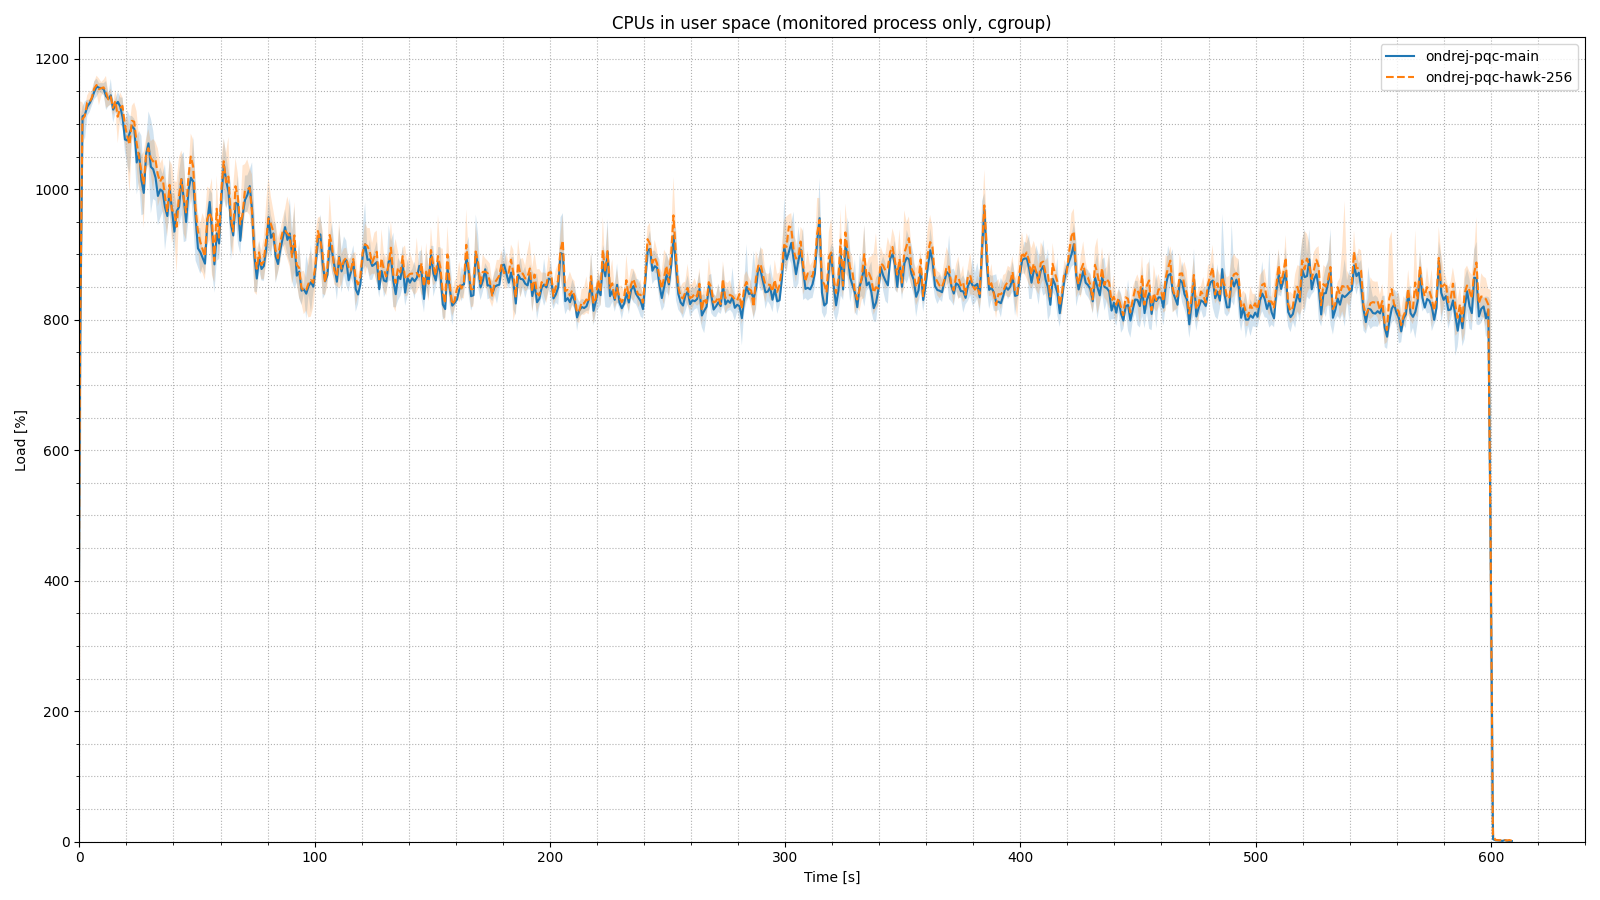 CPUs in user space (monitored process only, cgroup)
ondrej-pqc-main
ondrej-pqc-hawk-256
1200
1000
800
600
400
200
0
Load [%]
0 100 200 300 400 500 600
Time [s]